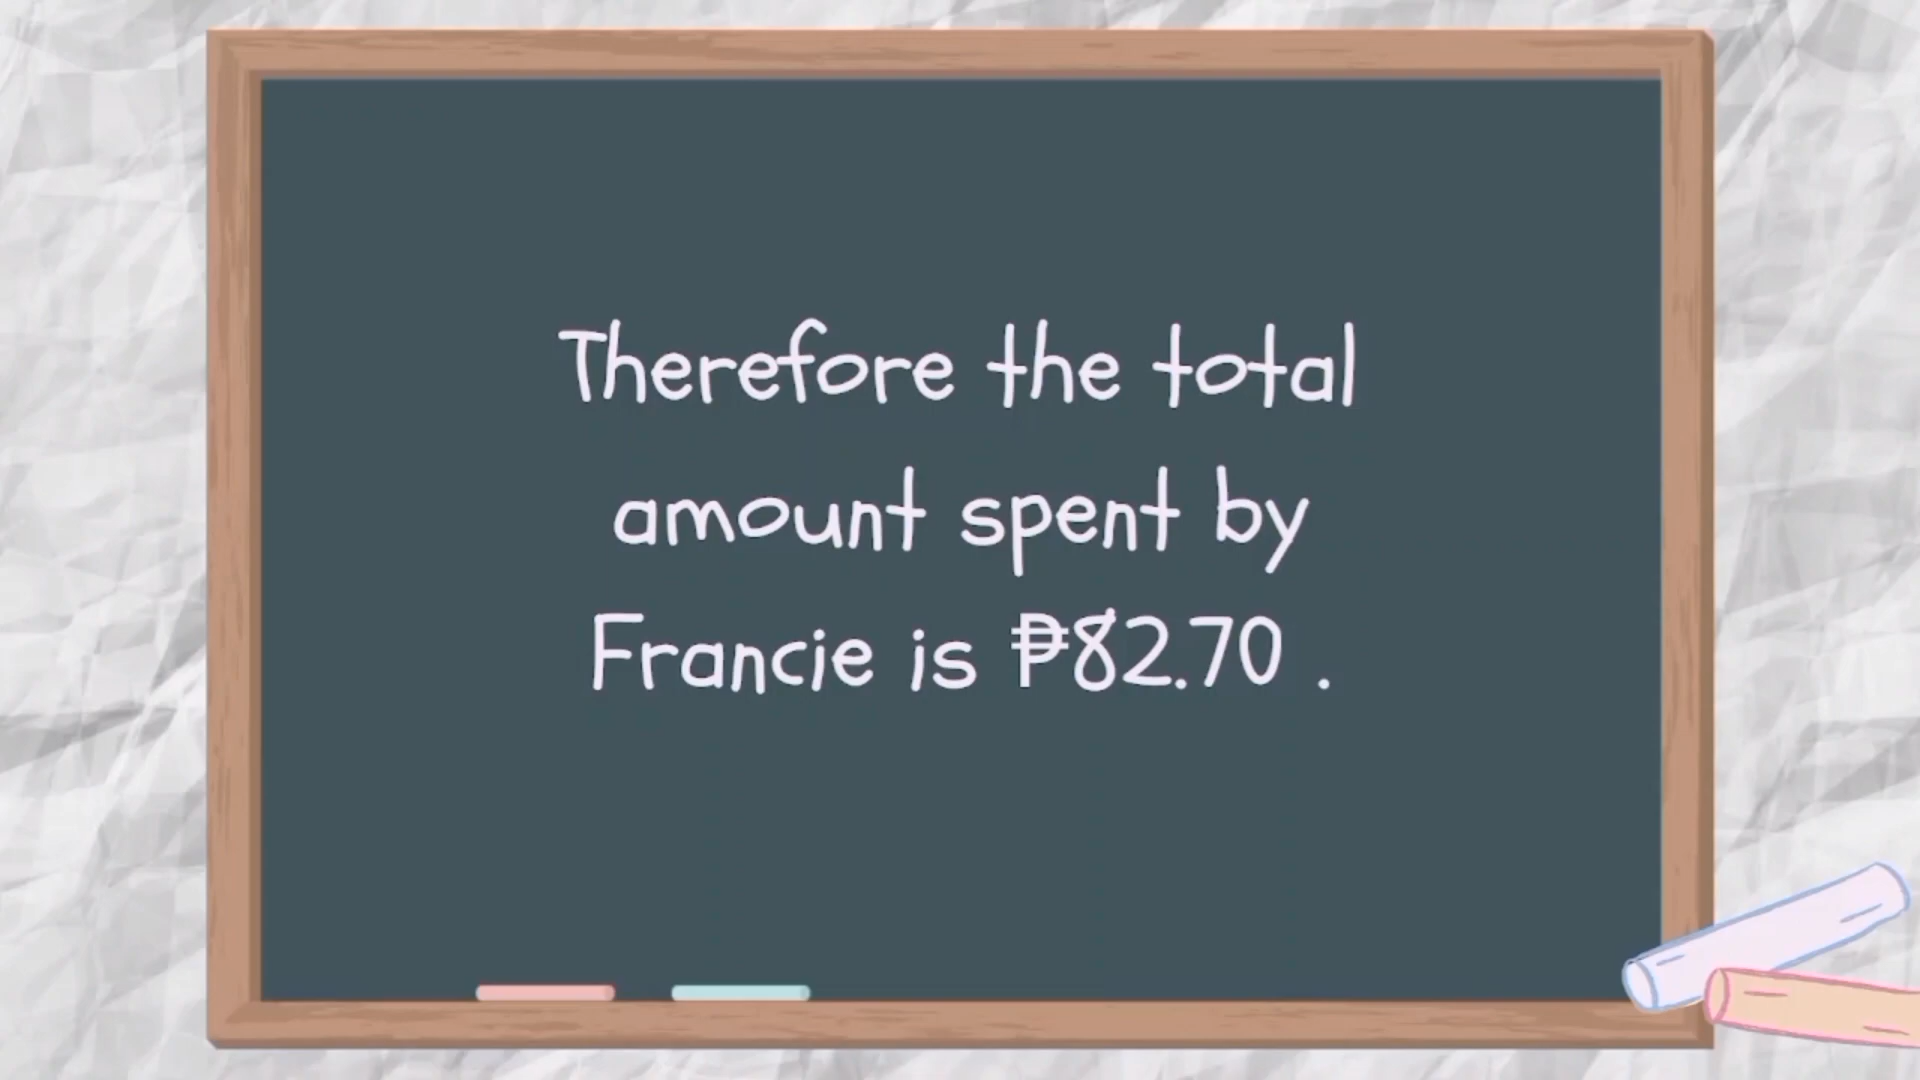 Therefore the total
amount spent by
Francie is ₱82.70 .